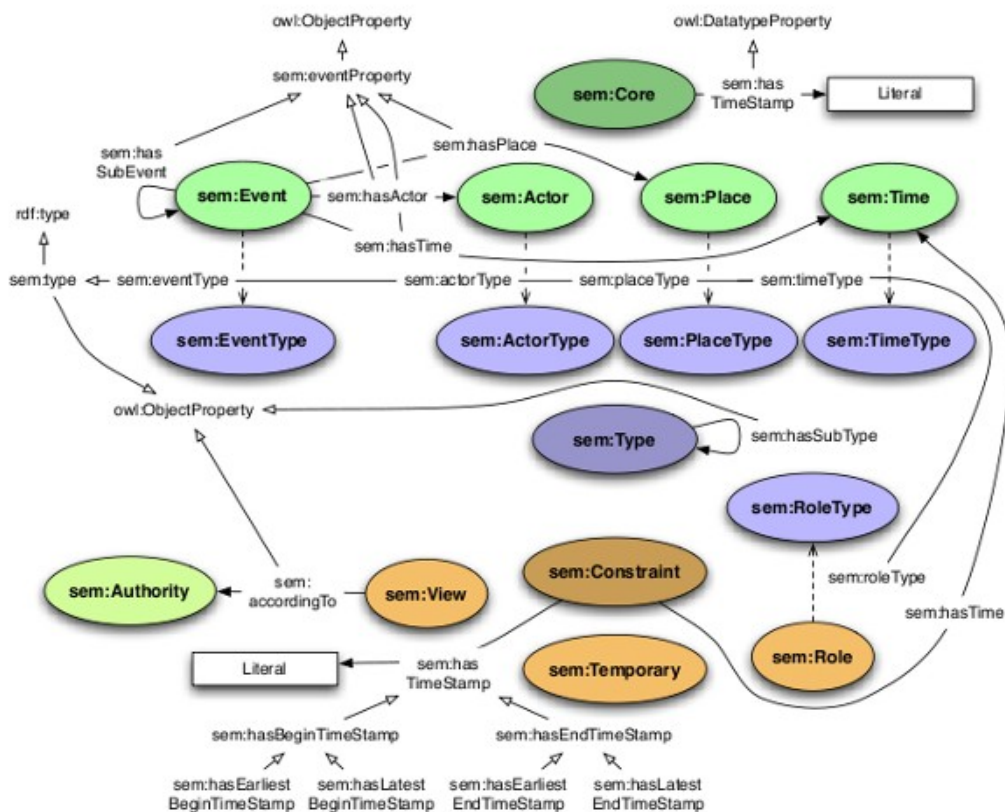 owl:ObjectProperty
owl:DatatypeProperty
sem:eventProperty
sem:Core
sem:has
TimeStamp
Literal
sem:has
SubEvent
sem:hasPlace
sem:Event
sem:hasActor
sem:Actor
sem:Place
sem:Time
rdf:type
sem:hasTime
sem:type
sem:eventType
sem:actorType
sem:placeType
sem:timeType
sem:EventType
sem:ActorType
sem:PlaceType
sem:TimeType
owl:ObjectProperty
sem:Type
sem:hasSubType
sem:RoleType
sem:Authority
sem:
accordingTo
sem:View
sem:Constraint
sem:roleType
sem:hasTime
Literal
sem:has
TimeStamp
sem:Temporary
sem:Role
sem:hasBeginTimeStamp
sem:hasEndTimeStamp
sem:hasEarliest
BeginTimeStamp
sem:hasLatest
BeginTimeStamp
sem:hasEarliest
EndTimeStamp
sem:hasLatest
EndTimeStamp